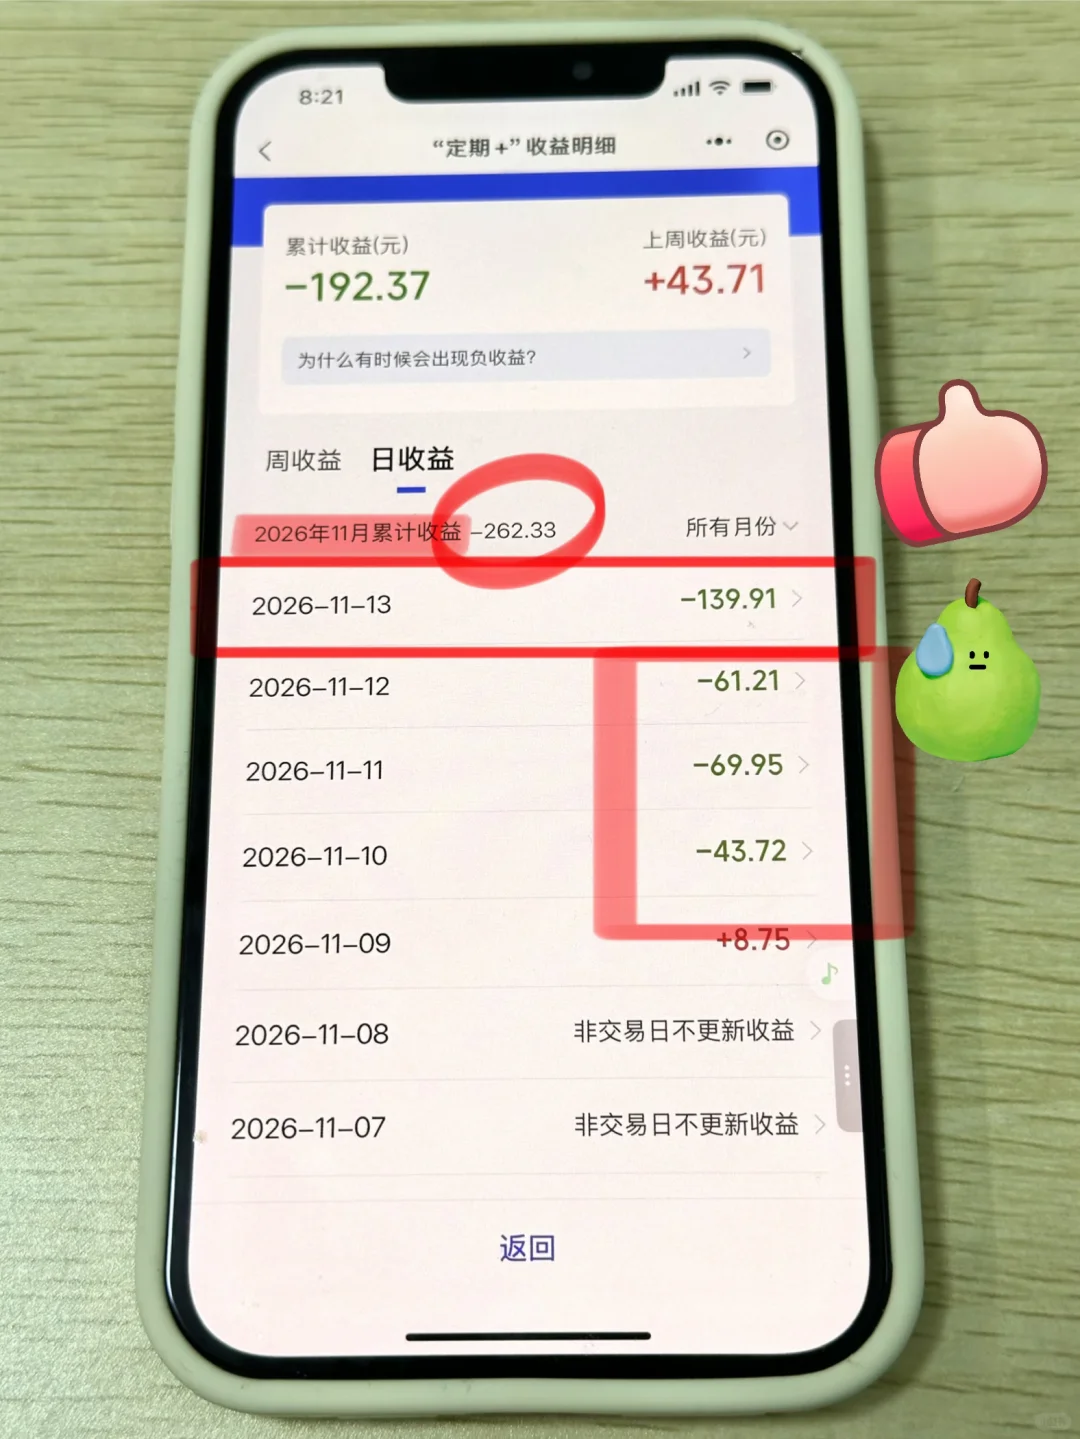 8:21
“定期+”收益明细
累计收益(元) 上周收益(元)
-192.37 +43.71
为什么有时候会出现负收益?
周收益 日收益
2026年11月累计收益 -262.33 所有月份
2026-11-13 -139.91
2026-11-12 -61.21
2026-11-11 -69.95
2026-11-10 -43.72
2026-11-09 +8.75
2026-11-08 非交易日不更新收益
2026-11-07 非交易日不更新收益
返回